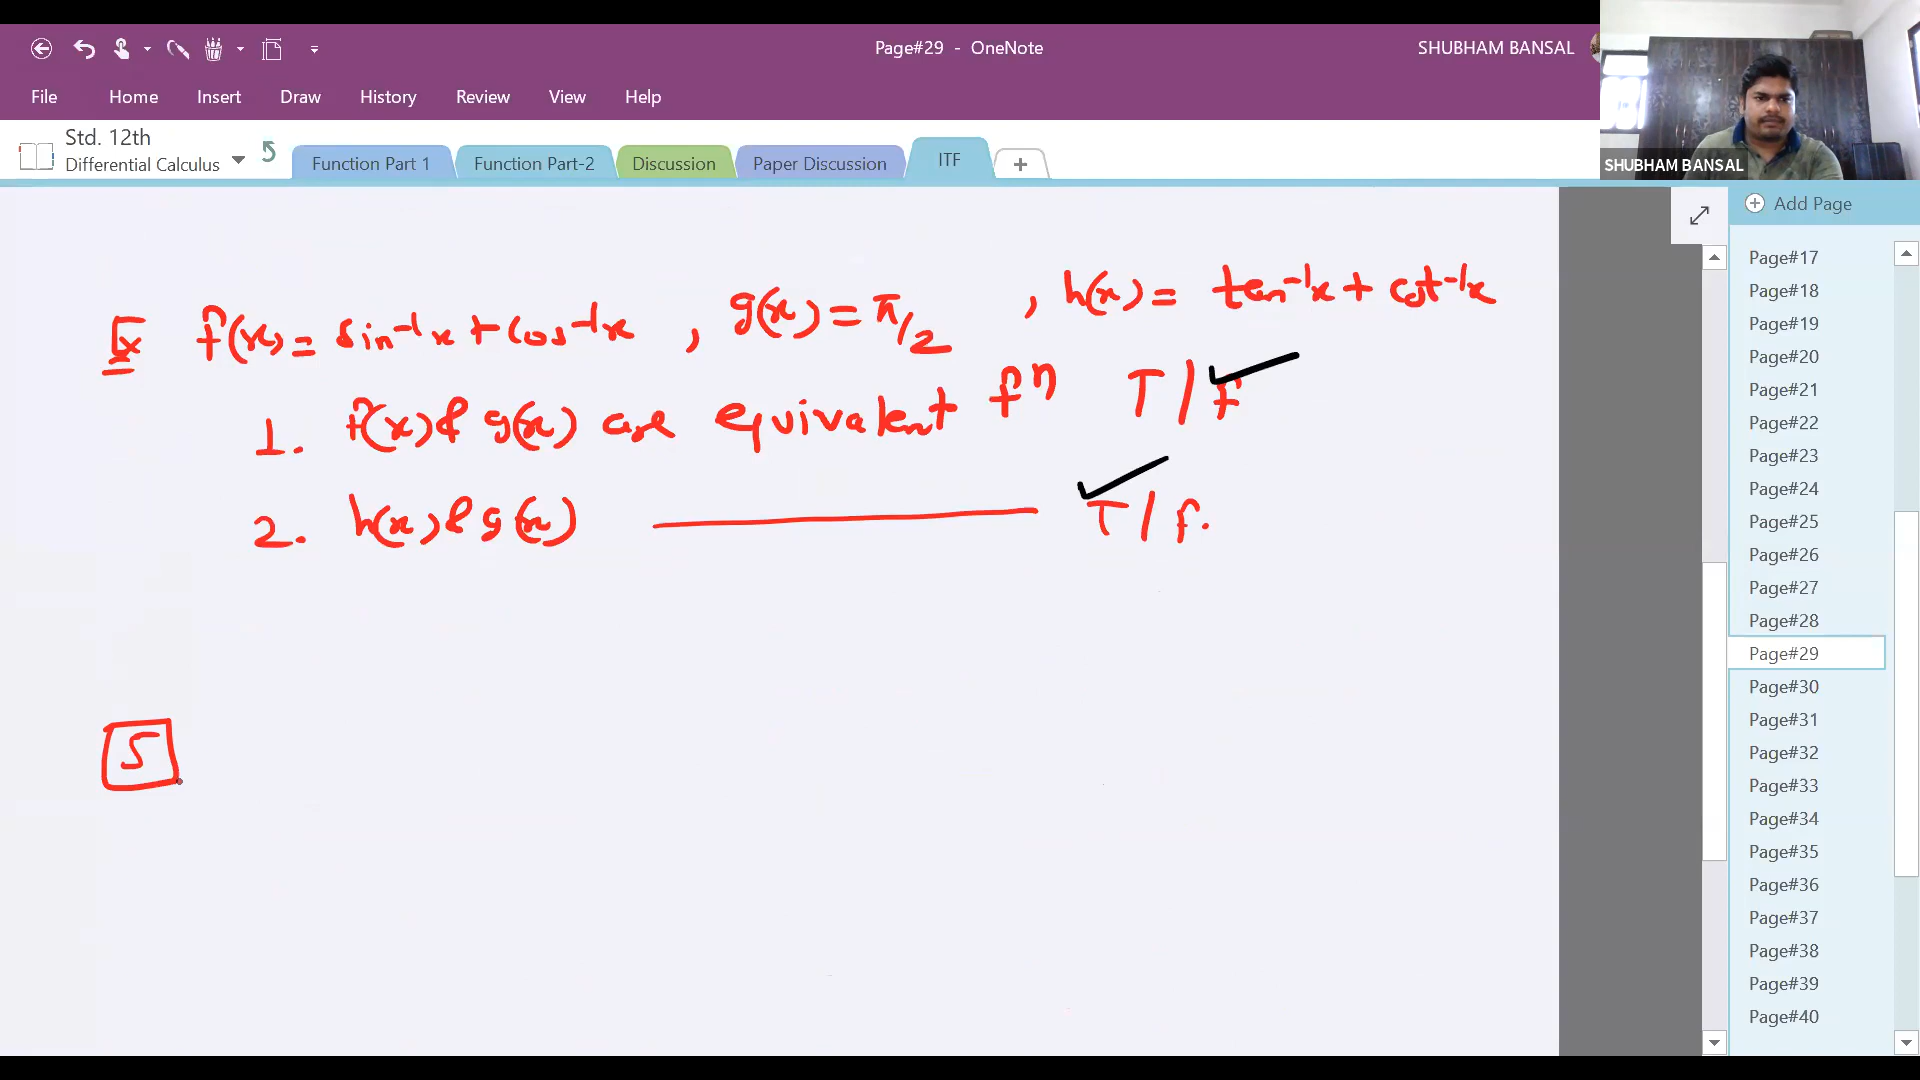 Page#29 - OneNote
SHUBHAM BANSAL
File Home Insert Draw History Review View Help
SHUBHAM BANSAL
Std. 12th
Differential Calculus
Function Part 1 Function Part-2 Discussion Paper Discussion ITF
Add Page
Ex f(x) = sin⁻¹x + cos⁻¹x , g(x) = π/2 , h(x) = tan⁻¹x + cot⁻¹x
1. f(x) & g(x) are equivalent fⁿ T / F
2. h(x) & g(x) ———— T / F.
5
Page#17
Page#18
Page#19
Page#20
Page#21
Page#22
Page#23
Page#24
Page#25
Page#26
Page#27
Page#28
Page#29
Page#30
Page#31
Page#32
Page#33
Page#34
Page#35
Page#36
Page#37
Page#38
Page#39
Page#40